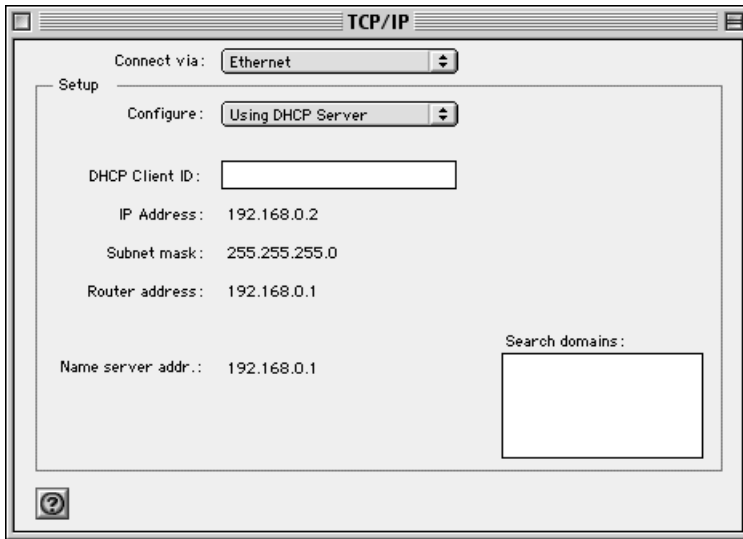 TCP/IP
Connect via: Ethernet
Setup
Configure: Using DHCP Server
DHCP Client ID:
IP Address: 192.168.0.2
Subnet mask: 255.255.255.0
Router address: 192.168.0.1
Search domains:
Name server addr.: 192.168.0.1
?